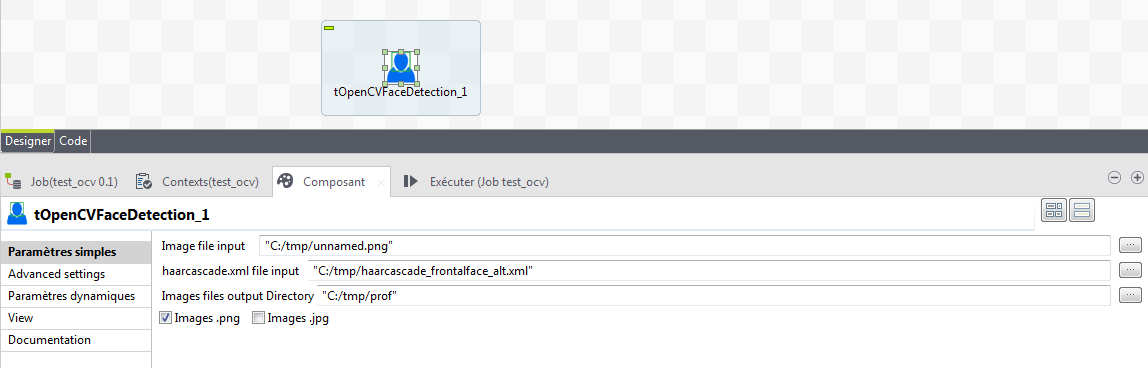 tOpenCVFaceDetection_1
Designer Code
Job(test_ocv 0.1) Contexts(test_ocv) Composant Exécuter (Job test_ocv)
tOpenCVFaceDetection_1
Paramètres simples
Advanced settings
Paramètres dynamiques
View
Documentation
Image file input "C:/tmp/unnamed.png" ...
haarcascade.xml file input "C:/tmp/haarcascade_frontalface_alt.xml" ...
Images files output Directory "C:/tmp/prof" ...
Images .png Images .jpg